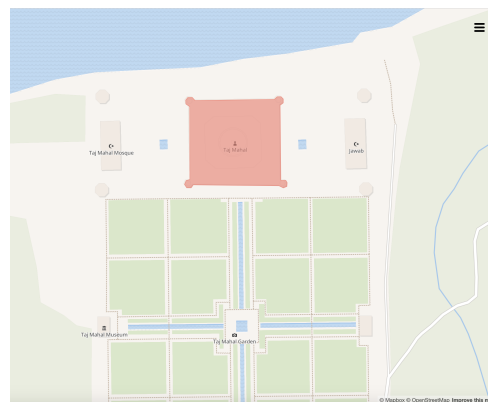 Taj Mahal
Taj Mahal Mosque
Jawab
Taj Mahal Museum
Taj Mahal Garden
© Mapbox © OpenStreetMap Improve this m